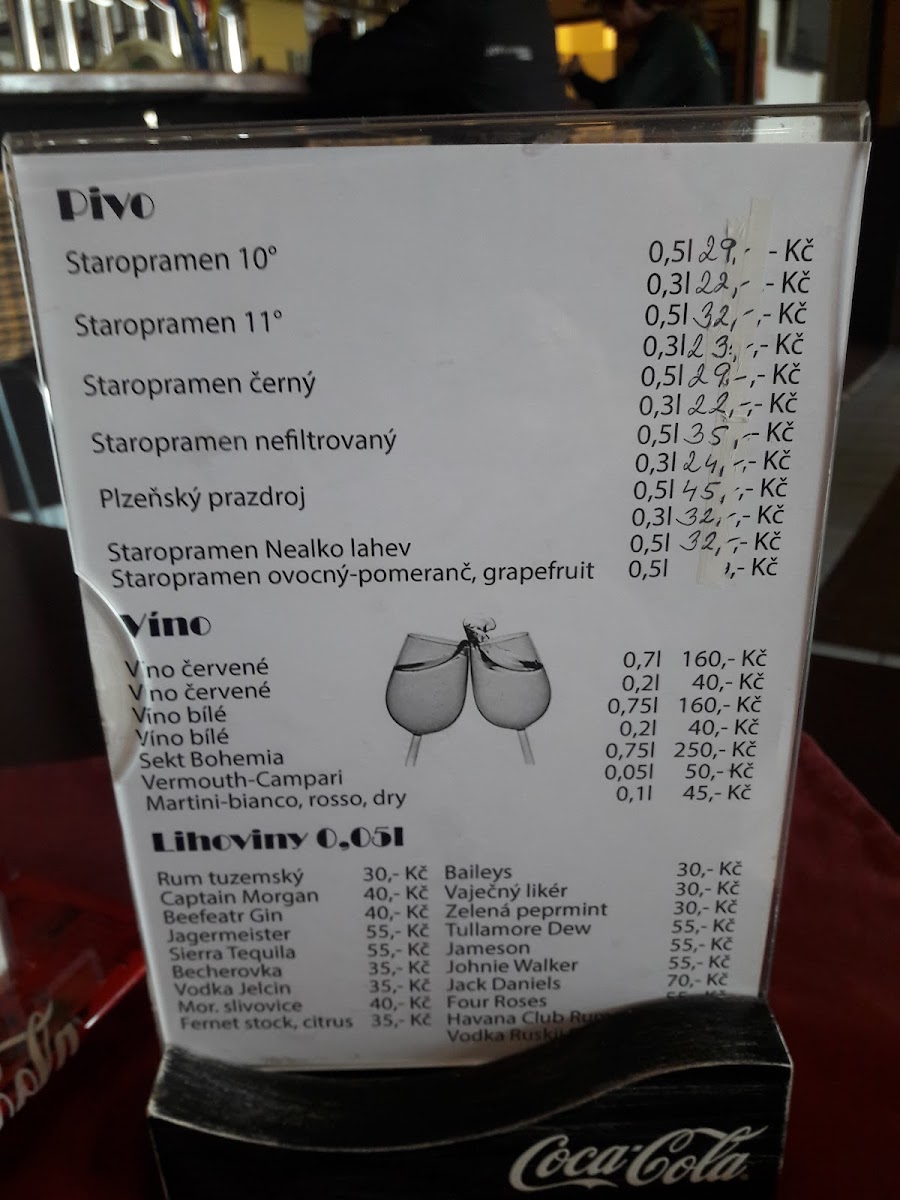 Pivo
Staropramen 10° 0,5l 29,- - Kč
0,3l 22,- - Kč
Staropramen 11° 0,5l 32,- ,- Kč
0,3l 23,- ,- Kč
Staropramen černý 0,5l 29,- ,- Kč
0,3l 22,- ,- Kč
Staropramen nefiltrovaný 0,5l 35,- - Kč
0,3l 24,- ,- Kč
Plzeňský prazdroj 0,5l 45,- ,- Kč
0,3l 32,- ,- Kč
Staropramen Nealko lahev 0,5l 32,- ,- Kč
Staropramen ovocný-pomeranč, grapefruit 0,5l ,- Kč
Víno
Víno červené 0,7l 160,- Kč
Víno červené 0,2l 40,- Kč
Víno bílé 0,75l 160,- Kč
Víno bílé 0,2l 40,- Kč
Sekt Bohemia 0,75l 250,- Kč
Vermouth-Campari 0,05l 50,- Kč
Martini-bianco, rosso, dry 0,1l 45,- Kč
Lihoviny 0,05l
Rum tuzemský 30,- Kč Baileys 30,- Kč
Captain Morgan 40,- Kč Vaječný likér 30,- Kč
Beefeatr Gin 40,- Kč Zelená peprmint 30,- Kč
Jagermeister 55,- Kč Tullamore Dew 55,- Kč
Sierra Tequila 55,- Kč Jameson 55,- Kč
Becherovka 35,- Kč Johnie Walker 55,- Kč
Vodka Jelcin 35,- Kč Jack Daniels 70,- Kč
Mor. slivovice 40,- Kč Four Roses
Fernet stock, citrus 35,- Kč Havana Club
Vodka
Coca-Cola